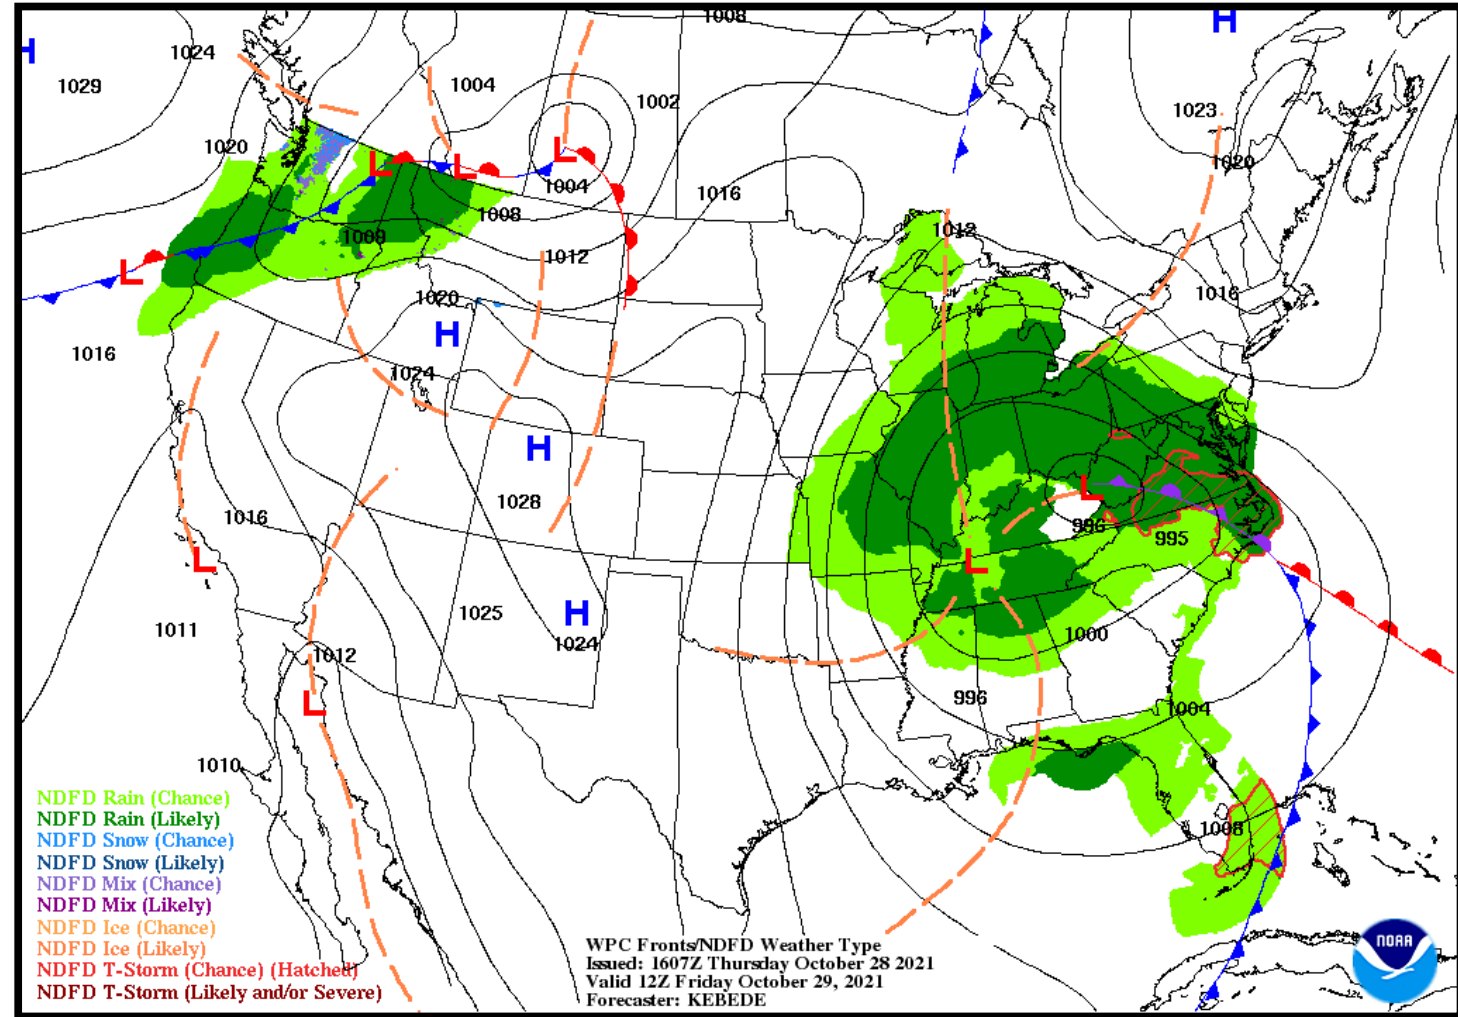 1008
H
H
1024
1029
1004
1002
1023
1020
1020
L
L
L
1004
1016
1008
1008
1012
1012
L
1020
1016
H
1016
1024
H
1028
L
1016
996
995
L
L
1025
H
1024
1011
1000
1012
996
L
1004
1010
1008
NDFD Rain (Chance)
NDFD Rain (Likely)
NDFD Snow (Chance)
NDFD Snow (Likely)
NDFD Mix (Chance)
NDFD Mix (Likely)
NDFD Ice (Chance)
NDFD Ice (Likely)
NDFD T-Storm (Chance) (Hatched)
NDFD T-Storm (Likely and/or Severe)
WPC Fronts/NDFD Weather Type
Issued: 1607Z Thursday October 28 2021
Valid 12Z Friday October 29, 2021
Forecaster: KEBEDE
NOAA